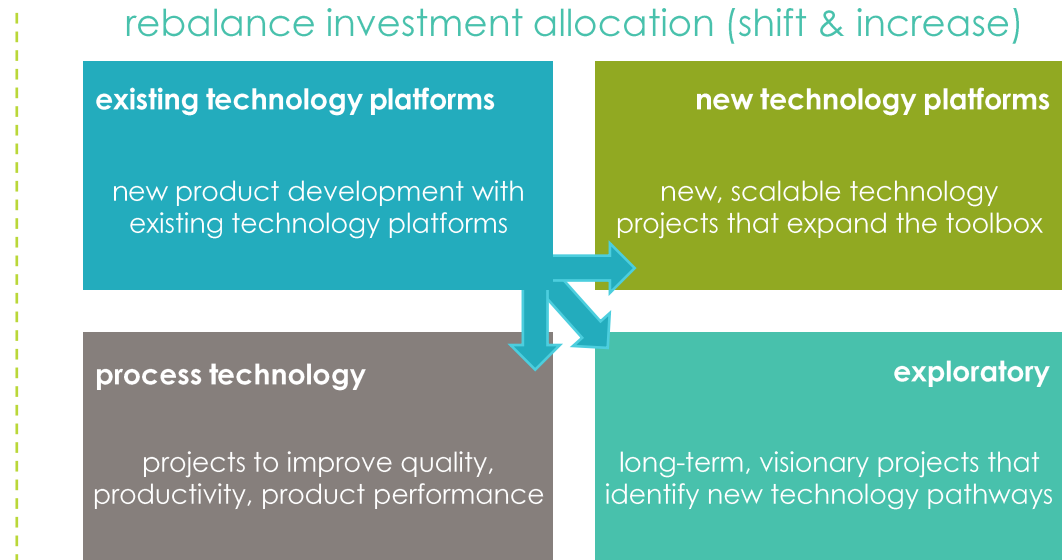 rebalance investment allocation (shift & increase)
existing technology platforms
new product development with
existing technology platforms
new technology platforms
new, scalable technology
projects that expand the toolbox
process technology
projects to improve quality,
productivity, product performance
exploratory
long-term, visionary projects that
identify new technology pathways